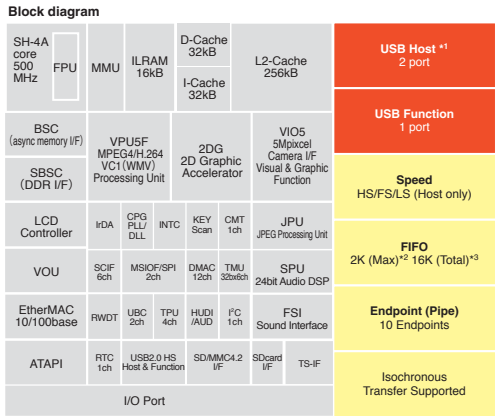 Block diagram
SH-4A
core
500
MHz
FPU
MMU
ILRAM
16kB
D-Cache
32kB
I-Cache
32kB
L2-Cache
256kB
USB Host *1
2 port
USB Function
1 port
BSC
(async memory I/F)
SBSC
(DDR I/F)
VPU5F
MPEG4/H.264
VC1(WMV)
Processing Unit
2DG
2D Graphic
Accelerator
VIO5
5Mpixcel
Camera I/F
Visual & Graphic
Function
Speed
HS/FS/LS (Host only)
LCD
Controller
IrDA
CPG
PLL/
DLL
INTC
KEY
Scan
CMT
1ch
JPU
JPEG Processing Unit
FIFO
2K (Max)*2 16K (Total)*3
VOU
SCIF
6ch
MSIOF/SPI
2ch
DMAC
12ch
TMU
32bx6ch
SPU
24bit Audio DSP
EtherMAC
10/100base
RWDT
UBC
2ch
TPU
4ch
HUDI
/AUD
I²C
1ch
FSI
Sound Interface
Endpoint (Pipe)
10 Endpoints
ATAPI
RTC
1ch
USB2.0 HS
Host & Function
SD/MMC4.2
I/F
SDcard
I/F
TS-IF
Isochronous
Transfer Supported
I/O Port